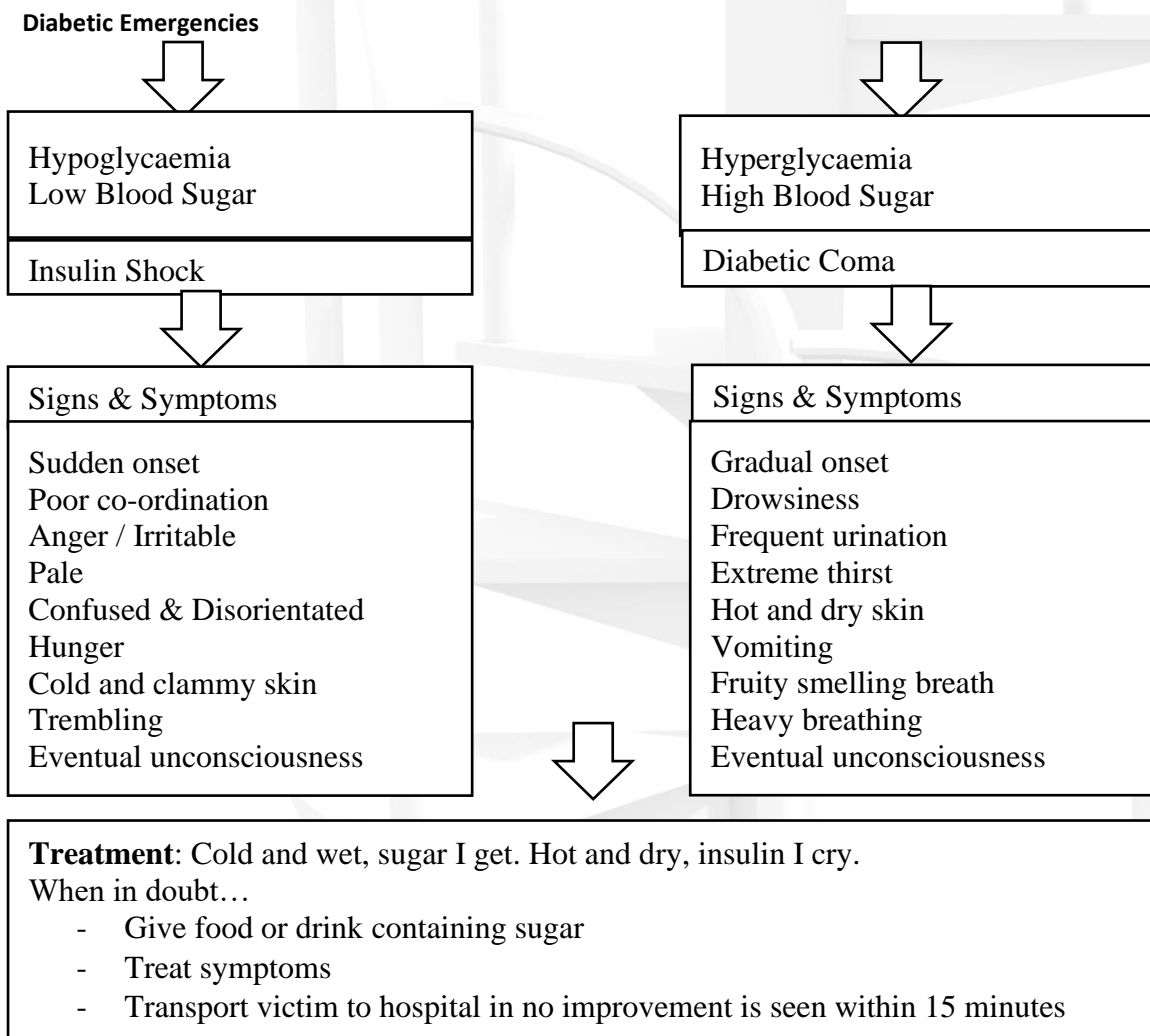 Diabetic Emergencies
Hypoglycaemia
Low Blood Sugar
Insulin Shock
Signs & Symptoms
Sudden onset
Poor co-ordination
Anger / Irritable
Pale
Confused & Disorientated
Hunger
Cold and clammy skin
Trembling
Eventual unconsciousness
Hyperglycaemia
High Blood Sugar
Diabetic Coma
Signs & Symptoms
Gradual onset
Drowsiness
Frequent urination
Extreme thirst
Hot and dry skin
Vomiting
Fruity smelling breath
Heavy breathing
Eventual unconsciousness
Treatment: Cold and wet, sugar I get. Hot and dry, insulin I cry.
When in doubt…
- Give food or drink containing sugar
- Treat symptoms
- Transport victim to hospital in no improvement is seen within 15 minutes